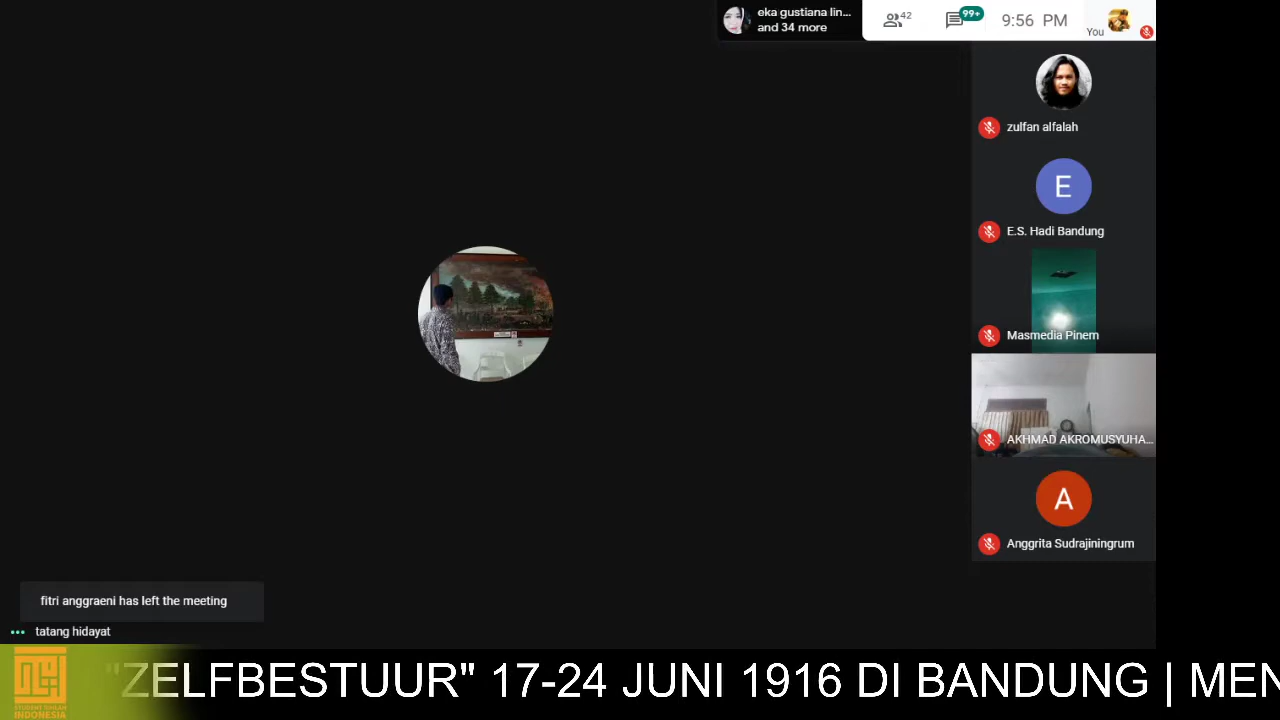 eka gustiana lin...
and 34 more
42
99+
9:56 PM
You
zulfan alfalah
E
E.S. Hadi Bandung
Masmedia Pinem
AKHMAD AKROMUSYUHA...
A
Anggrita Sudrajiningrum
fitri anggraeni has left the meeting
tatang hidayat
"ZELFBESTUUR" 17-24 JUNI 1916 DI BANDUNG | MEN
INDONESIA